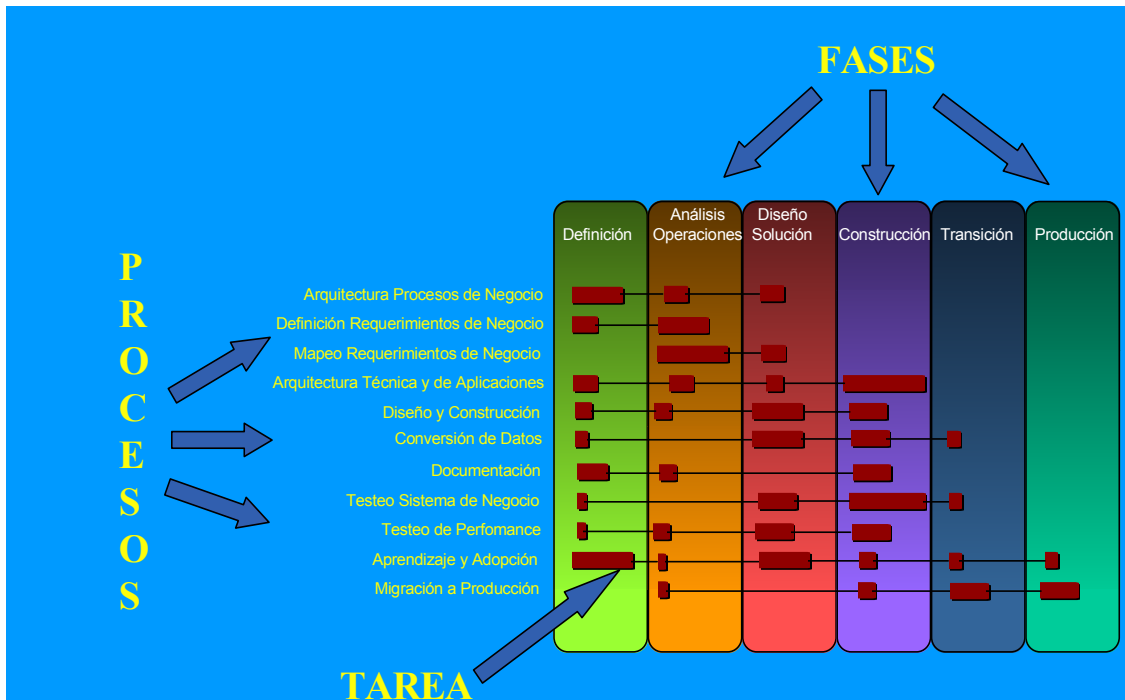 FASES
Definición
Análisis
Operaciones
Diseño
Solución
Construcción
Transición
Producción
PROCESOS
Arquitectura Procesos de Negocio
Definición Requerimientos de Negocio
Mapeo Requerimientos de Negocio
Arquitectura Técnica y de Aplicaciones
Diseño y Construcción
Conversión de Datos
Documentación
Testeo Sistema de Negocio
Testeo de Perfomance
Aprendizaje y Adopción
Migración a Producción
TAREA